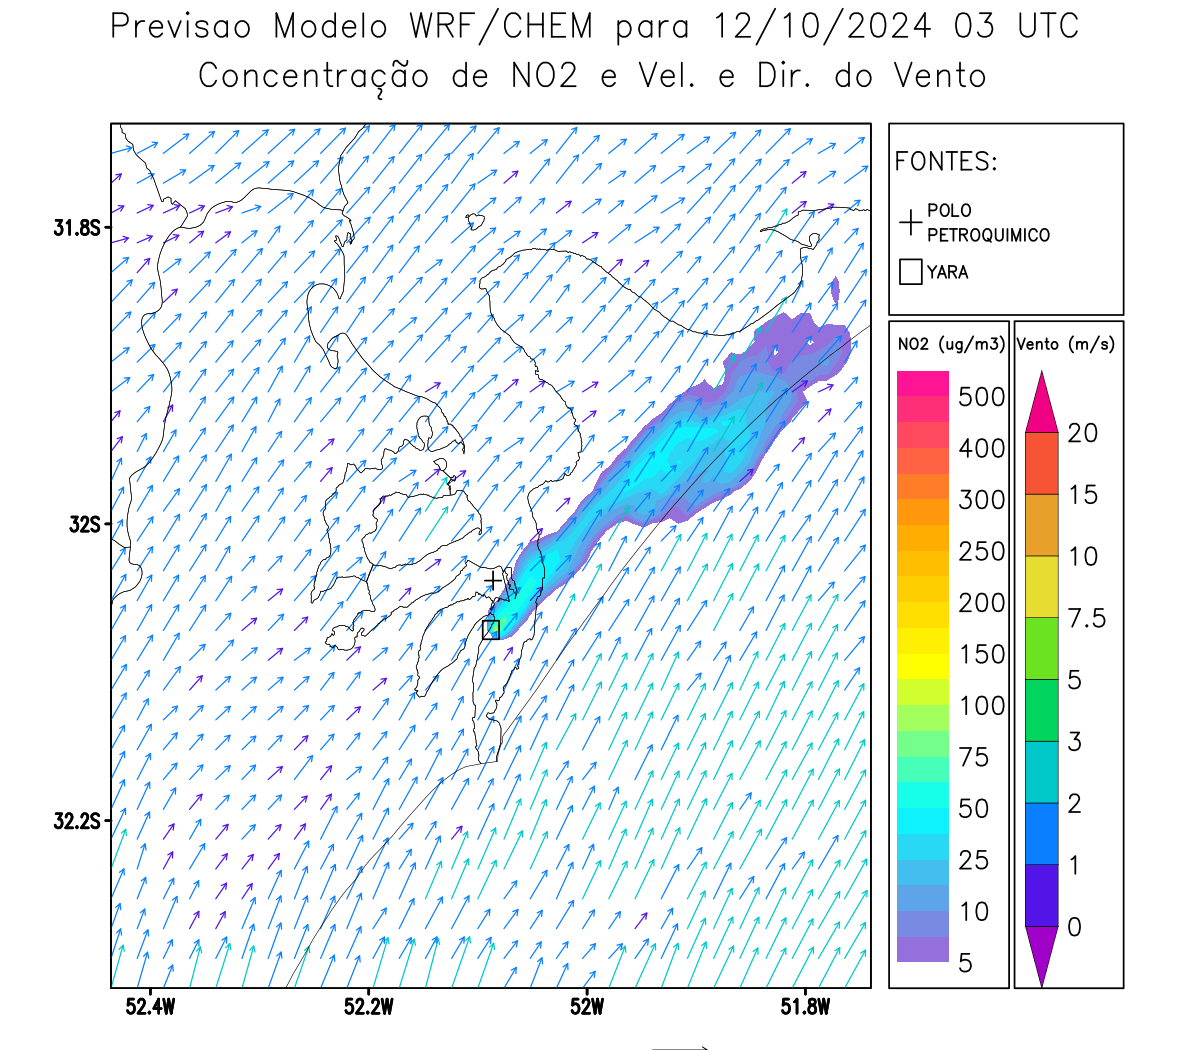 Previsao Modelo WRF/CHEM para 12/10/2024 03 UTC
Concentração de NO2 e Vel. e Dir. do Vento
FONTES:
POLO
PETROQUIMICO
YARA
NO2 (ug/m3)
500
400
300
250
200
150
100
75
50
25
10
5
Vento (m/s)
20
15
10
7.5
5
3
2
1
0
31.8S
32S
32.2S
52.4W 52.2W 52W 51.8W